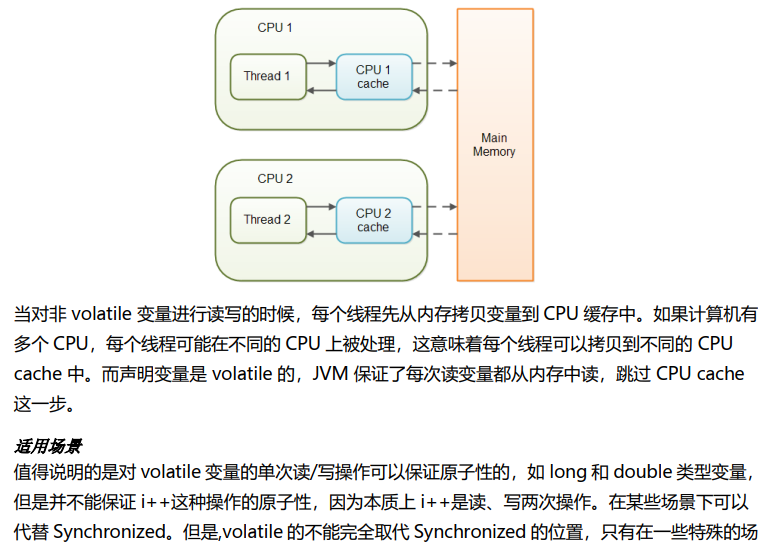 CPU 1
Thread 1
CPU 1
cache
Main
Memory
CPU 2
Thread 2
CPU 2
cache
当对非 volatile 变量进行读写的时候，每个线程先从内存拷贝变量到 CPU 缓存中。如果计算机有
多个 CPU，每个线程可能在不同的 CPU 上被处理，这意味着每个线程可以拷贝到不同的 CPU
cache 中。而声明变量是 volatile 的，JVM 保证了每次读变量都从内存中读，跳过 CPU cache
这一步。
适用场景
值得说明的是对 volatile 变量的单次读/写操作可以保证原子性的，如 long 和 double 类型变量，
但是并不能保证 i++这种操作的原子性，因为本质上 i++是读、写两次操作。在某些场景下可以
代替 Synchronized。但是,volatile 的不能完全取代 Synchronized 的位置，只有在一些特殊的场